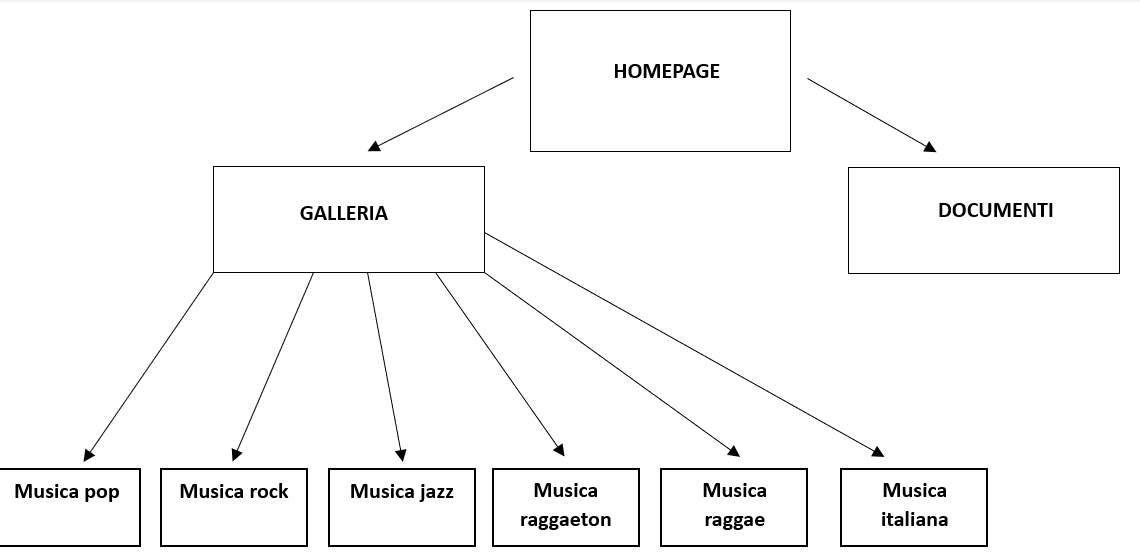 HOMEPAGE
GALLERIA
DOCUMENTI
Musica pop
Musica rock
Musica jazz
Musica
raggaeton
Musica
raggae
Musica
italiana